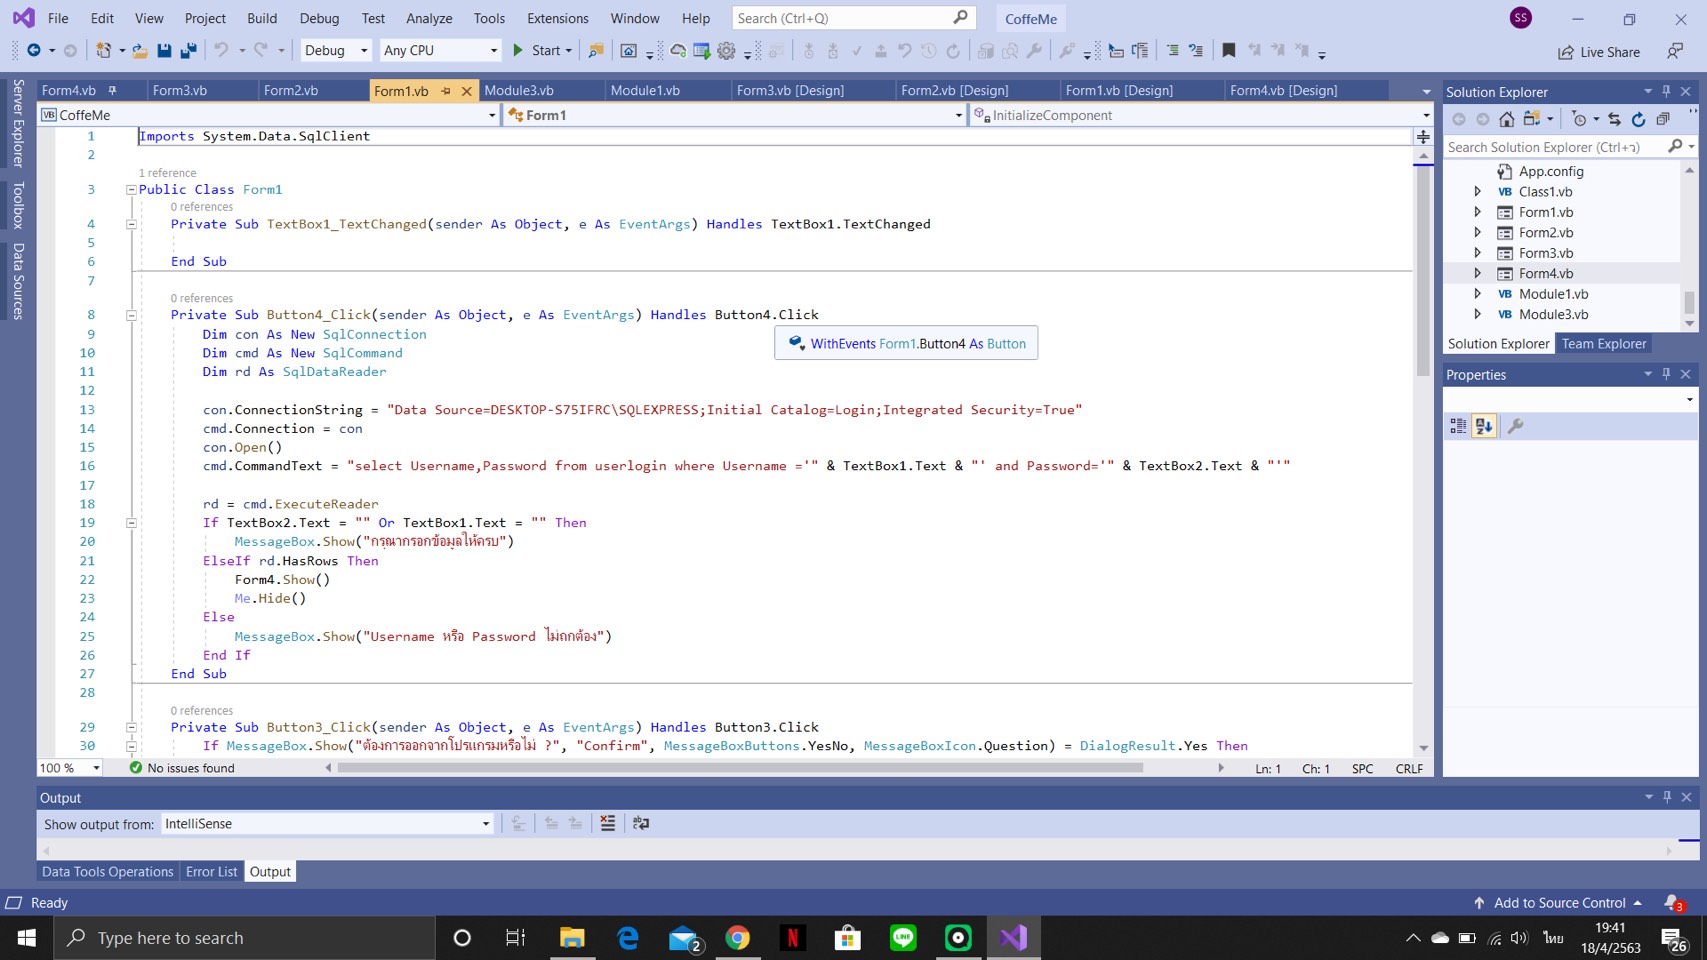 File Edit View Project Build Debug Test Analyze Tools Extensions Window Help Search (Ctrl+Q) CoffeMe SS
Debug Any CPU Start Live Share
Form4.vb Form3.vb Form2.vb Form1.vb Module3.vb Module1.vb Form3.vb [Design] Form2.vb [Design] Form1.vb [Design] Form4.vb [Design]
VB CoffeMe Form1 InitializeComponent
Server Explorer
Toolbox
Data Sources
1 Imports System.Data.SqlClient
2
1 reference
3 Public Class Form1
0 references
4 Private Sub TextBox1_TextChanged(sender As Object, e As EventArgs) Handles TextBox1.TextChanged
5
6 End Sub
7
0 references
8 Private Sub Button4_Click(sender As Object, e As EventArgs) Handles Button4.Click
WithEvents Form1.Button4 As Button
9 Dim con As New SqlConnection
10 Dim cmd As New SqlCommand
11 Dim rd As SqlDataReader
12
13 con.ConnectionString = "Data Source=DESKTOP-S75IFRC\SQLEXPRESS;Initial Catalog=Login;Integrated Security=True"
14 cmd.Connection = con
15 con.Open()
16 cmd.CommandText = "select Username,Password from userlogin where Username ='" & TextBox1.Text & "' and Password='" & TextBox2.Text & "'"
17
18 rd = cmd.ExecuteReader
19 If TextBox2.Text = "" Or TextBox1.Text = "" Then
20 MessageBox.Show("กรุณากรอกข้อมูลให้ครบ")
21 ElseIf rd.HasRows Then
22 Form4.Show()
23 Me.Hide()
24 Else
25 MessageBox.Show("Username หรือ Password ไม่ถูกต้อง")
26 End If
27 End Sub
28
0 references
29 Private Sub Button3_Click(sender As Object, e As EventArgs) Handles Button3.Click
30 If MessageBox.Show("ต้องการออกจากโปรแกรมหรือไม่ ?", "Confirm", MessageBoxButtons.YesNo, MessageBoxIcon.Question) = DialogResult.Yes Then
100 % No issues found Ln: 1 Ch: 1 SPC CRLF
Solution Explorer
Search Solution Explorer (Ctrl+ว)
App.config
VB Class1.vb
Form1.vb
Form2.vb
Form3.vb
Form4.vb
VB Module1.vb
VB Module3.vb
Solution Explorer Team Explorer
Properties
Output
Show output from: IntelliSense
Data Tools Operations Error List Output
Ready Add to Source Control 3
Type here to search 2 LINE ไทย 19:41
18/4/2563 26